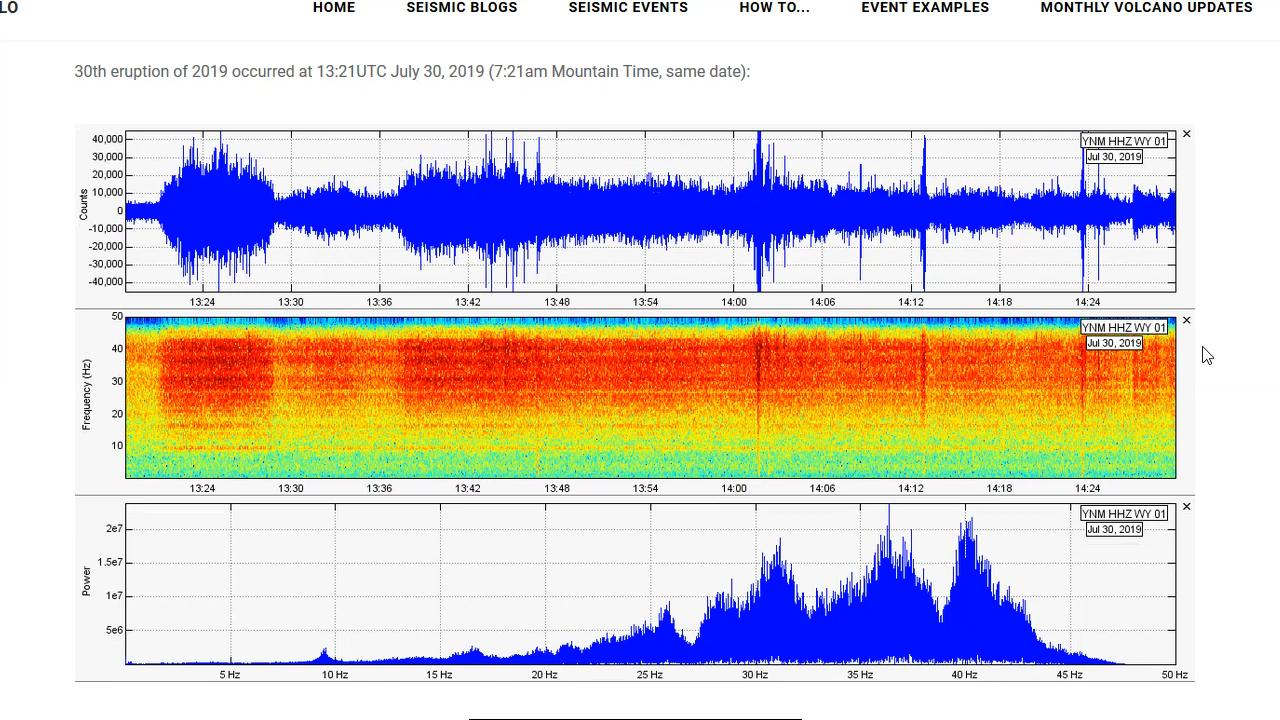 LO
HOME SEISMIC BLOGS SEISMIC EVENTS HOW TO... EVENT EXAMPLES MONTHLY VOLCANO UPDATES
30th eruption of 2019 occurred at 13:21UTC July 30, 2019 (7:21am Mountain Time, same date):
YNM HHZ WY 01
Jul 30, 2019
Counts
40,000
30,000
20,000
10,000
0
-10,000
-20,000
-30,000
-40,000
13:24 13:30 13:36 13:42 13:48 13:54 14:00 14:06 14:12 14:18 14:24
YNM HHZ WY 01
Jul 30, 2019
Frequency (Hz)
50
40
30
20
10
13:24 13:30 13:36 13:42 13:48 13:54 14:00 14:06 14:12 14:18 14:24
YNM HHZ WY 01
Jul 30, 2019
Power
2e7
1.5e7
1e7
5e6
5 Hz 10 Hz 15 Hz 20 Hz 25 Hz 30 Hz 35 Hz 40 Hz 45 Hz 50 Hz